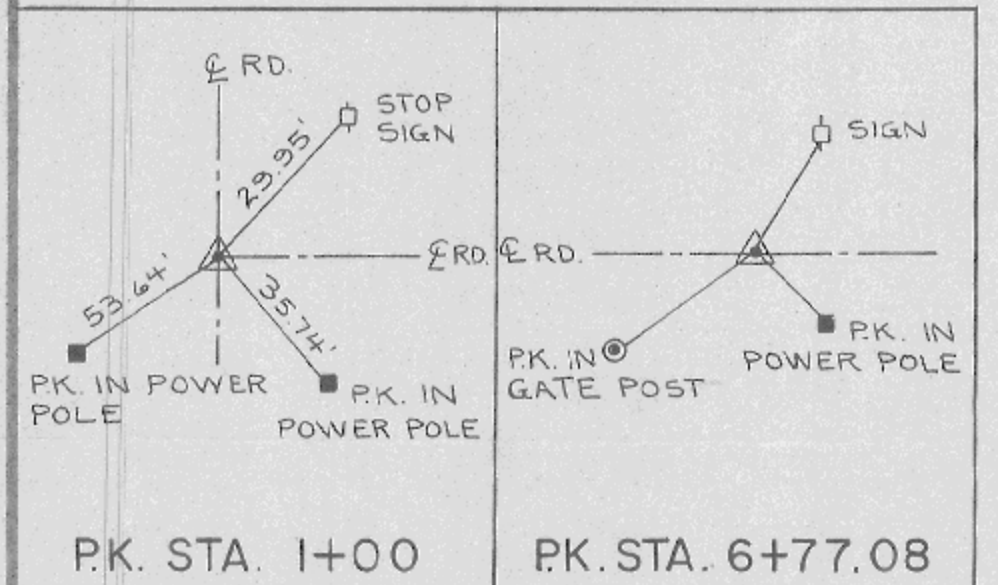 ℄ RD.
STOP
SIGN
29.95'
℄ RD.
53.64'
35.74'
P.K. IN POWER
POLE
P.K. IN
POWER POLE
P.K. STA. 1+00
SIGN
℄ RD.
P.K. IN
POWER POLE
P.K. IN
GATE POST
P.K. STA. 6+77.08